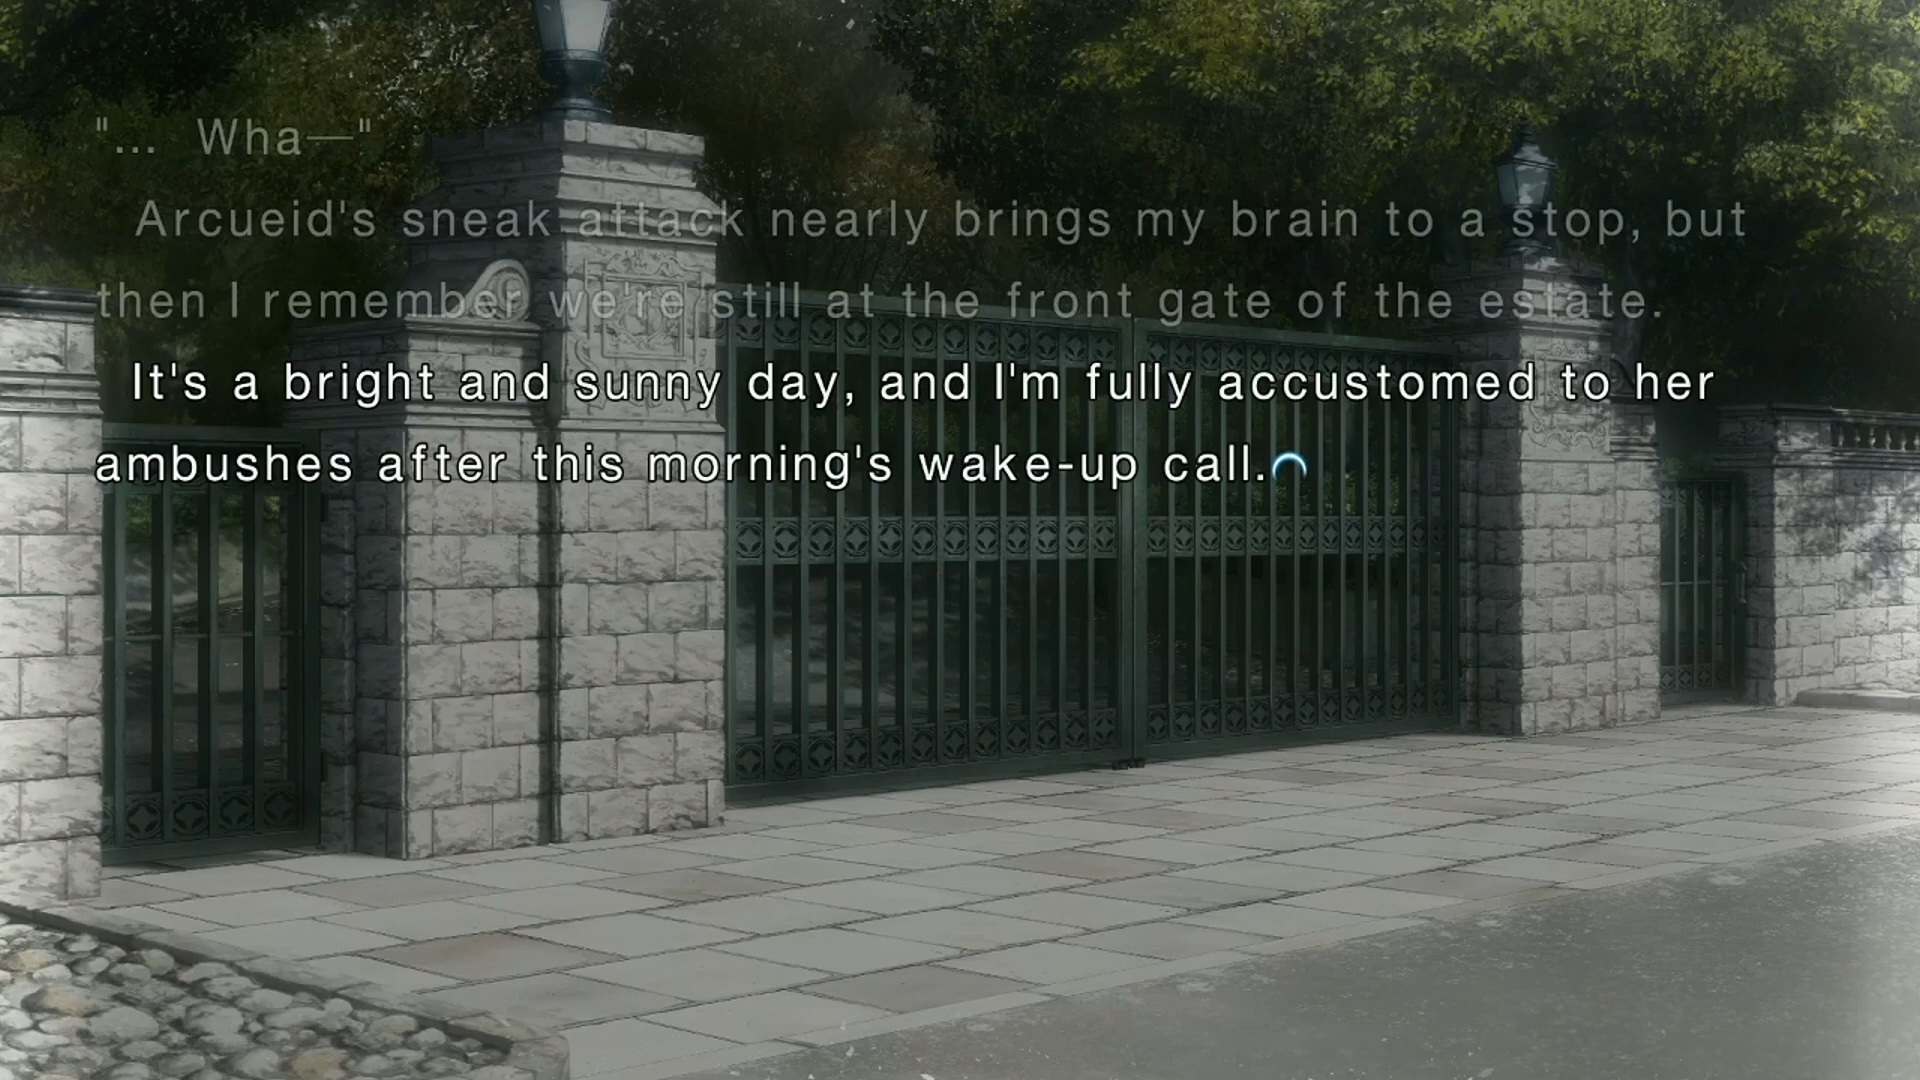 "... Wha—"
Arcueid's sneak attack nearly brings my brain to a stop, but
then I remember we're still at the front gate of the estate.
It's a bright and sunny day, and I'm fully accustomed to her
ambushes after this morning's wake-up call.